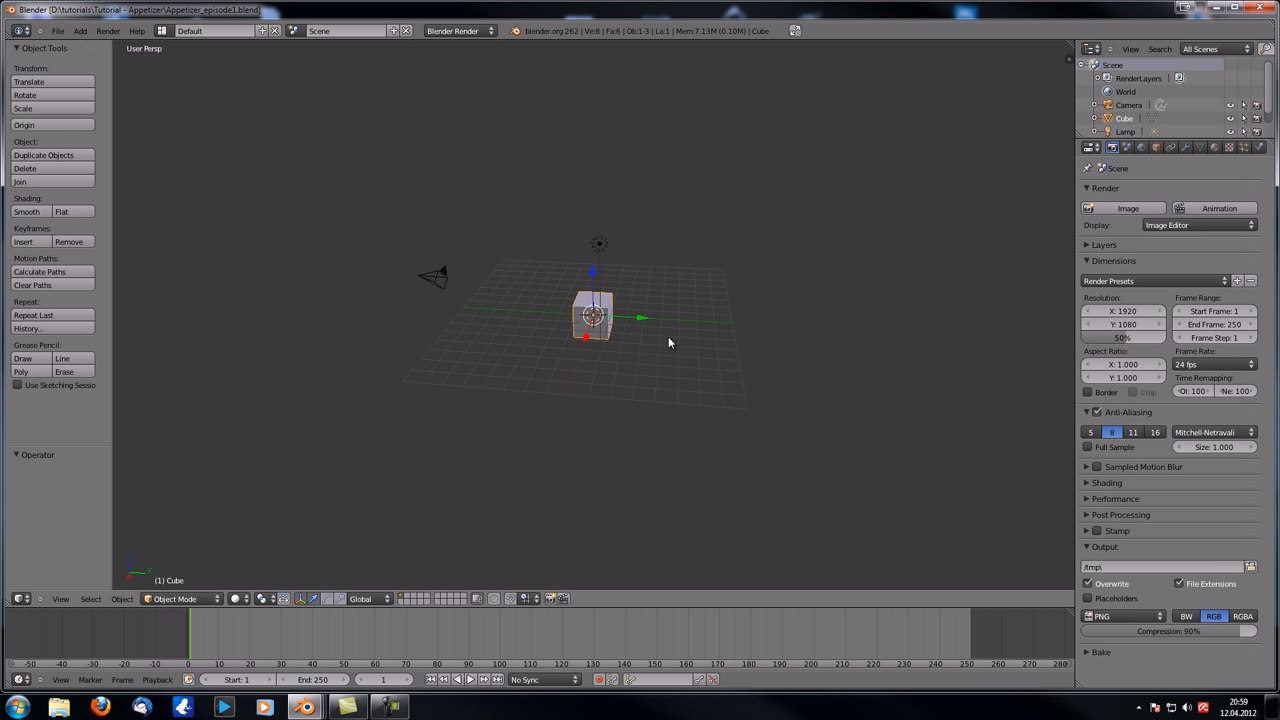 Blender [D:\tutorials\Tutorial - Appetizer\Appetizer_episode1.blend]
File Add Render Help Default Scene Blender Render blender.org 262 | Ve:8 | Fa:6 | Ob:1-3 | La:1 | Mem:7.13M (0.10M) | Cube
View Search All Scenes
Object Tools
User Persp
Scene
RenderLayers
World
Camera
Cube
Lamp
Transform:
Translate
Rotate
Scale
Origin
Object:
Duplicate Objects
Delete
Join
Shading:
Smooth Flat
Keyframes:
Insert Remove
Motion Paths:
Calculate Paths
Clear Paths
Repeat:
Repeat Last
History...
Grease Pencil:
Draw Line
Poly Erase
Use Sketching Sessio
Operator
(1) Cube
Scene
Render
Image Animation
Display: Image Editor
Layers
Dimensions
Render Presets
Resolution: Frame Range:
X: 1920 Start Frame: 1
Y: 1080 End Frame: 250
50% Frame Step: 1
Aspect Ratio: Frame Rate:
X: 1.000 24 fps
Y: 1.000 Time Remapping:
Border Crop Ol: 100 Ne: 100
Anti-Aliasing
5 8 11 16 Mitchell-Netravali
Full Sample Size: 1.000
Sampled Motion Blur
Shading
Performance
Post Processing
Stamp
Output
/tmp\
Overwrite File Extensions
Placeholders
PNG BW RGB RGBA
Compression: 90%
Bake
View Select Object Object Mode Global
-50 -40 -30 -20 -10 0 10 20 30 40 50 60 70 80 90 100 110 120 130 140 150 160 170 180 190 200 210 220 230 240 250 260 270 280
View Marker Frame Playback Start: 1 End: 250 1 No Sync
20:59
12.04.2012